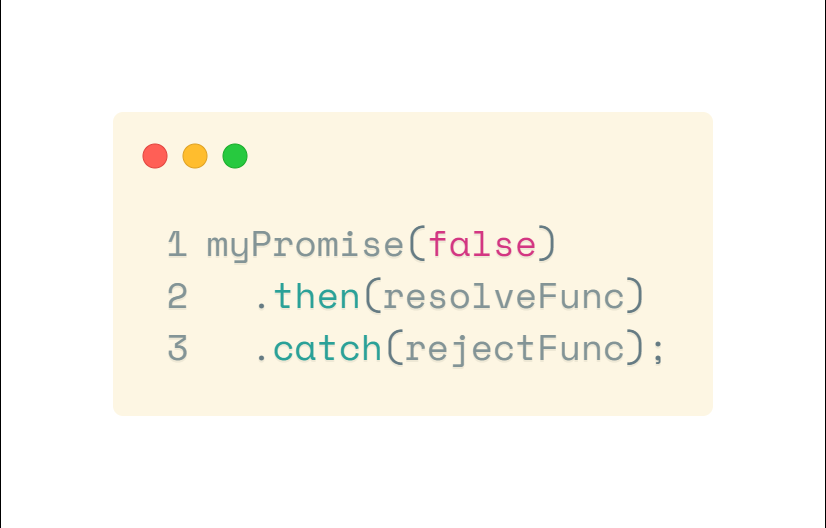 1 myPromise(false)
2   .then(resolveFunc)
3   .catch(rejectFunc);